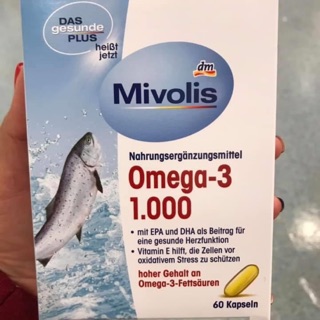 DAS
gesunde
PLUS
heißt
jetzt
dm
Mivolis
Nahrungsergänzungsmittel
Omega-3
1.000
• mit EPA und DHA als Beitrag für
eine gesunde Herzfunktion
• Vitamin E hilft, die Zellen vor
oxidativem Stress zu schützen
hoher Gehalt an
Omega-3-Fettsäuren
60 Kapseln